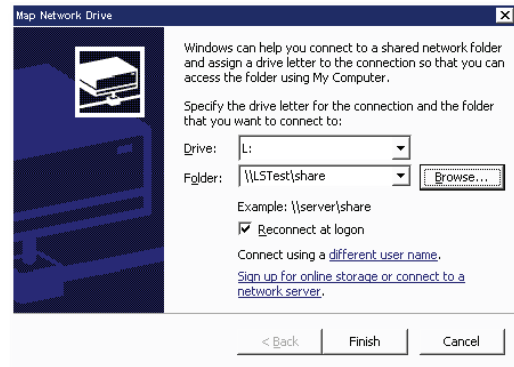 Map Network Drive
Windows can help you connect to a shared network folder
and assign a drive letter to the connection so that you can
access the folder using My Computer.
Specify the drive letter for the connection and the folder
that you want to connect to:
Drive: L:
Folder: \\LSTest\share Browse...
Example: \\server\share
Reconnect at logon
Connect using a different user name.
Sign up for online storage or connect to a
network server.
< Back Finish Cancel